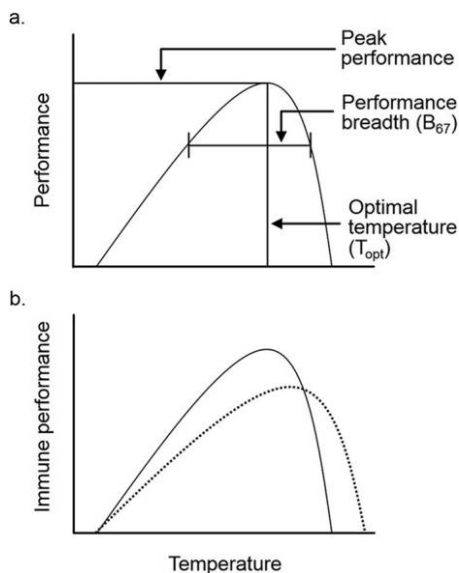 a.
Peak
performance
Performance
breadth (B₆₇)
Optimal
temperature
(Tₒₚₜ)
Performance
b.
Immune performance
Temperature